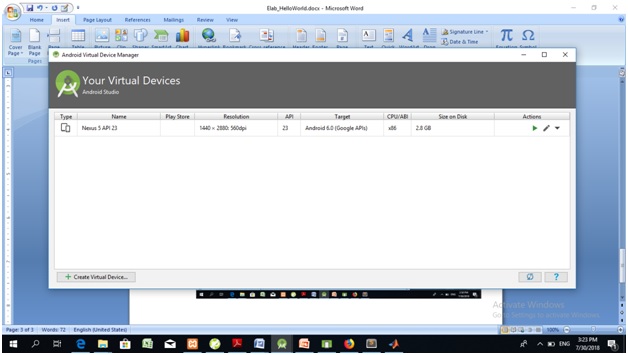 Elab_HelloWorld.docx - Microsoft Word
Home Insert Page Layout References Mailings Review View
Cover Page Blank Page
Signature Line
Date & Time
Pages
Android Virtual Device Manager
Your Virtual Devices
Android Studio
Type Name Play Store Resolution API Target CPU/ABI Size on Disk Actions
Nexus 5 API 23 1440 × 2880: 560dpi 23 Android 6.0 (Google APIs) x86 2.8 GB
+ Create Virtual Device...
?
Activate Windows
Go to Settings to activate Windows.
Page: 3 of 3 Words: 72 English (United States) 100%
ENG 3:23 PM
7/30/2018